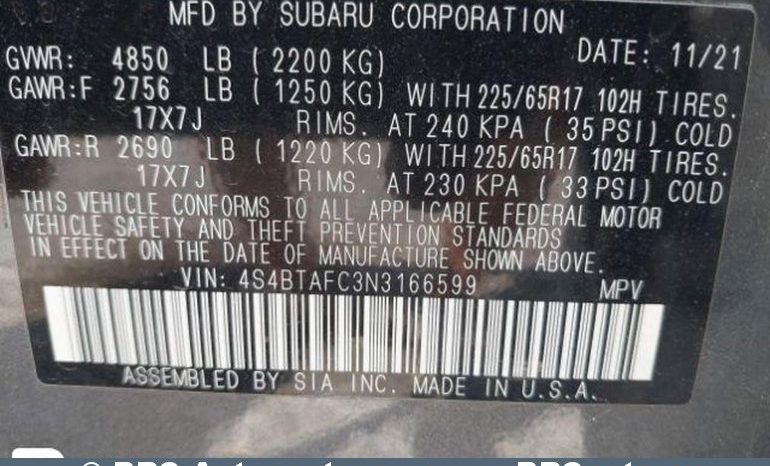 MFD BY SUBARU CORPORATION
GVWR: 4850 LB (2200 KG) DATE: 11/21
GAWR:F 2756 LB (1250 KG) WITH 225/65R17 102H TIRES.
17X7J RIMS. AT 240 KPA (35 PSI) COLD
GAWR:R 2690 LB (1220 KG) WITH 225/65R17 102H TIRES.
17X7J RIMS. AT 230 KPA (33 PSI) COLD
THIS VEHICLE CONFORMS TO ALL APPLICABLE FEDERAL MOTOR
VEHICLE SAFETY AND THEFT PREVENTION STANDARDS
IN EFFECT ON THE DATE OF MANUFACTURE SHOWN ABOVE.
VIN: 4S4BTAFC3N3166599 MPV
ASSEMBLED BY SIA INC. MADE IN U.S.A.